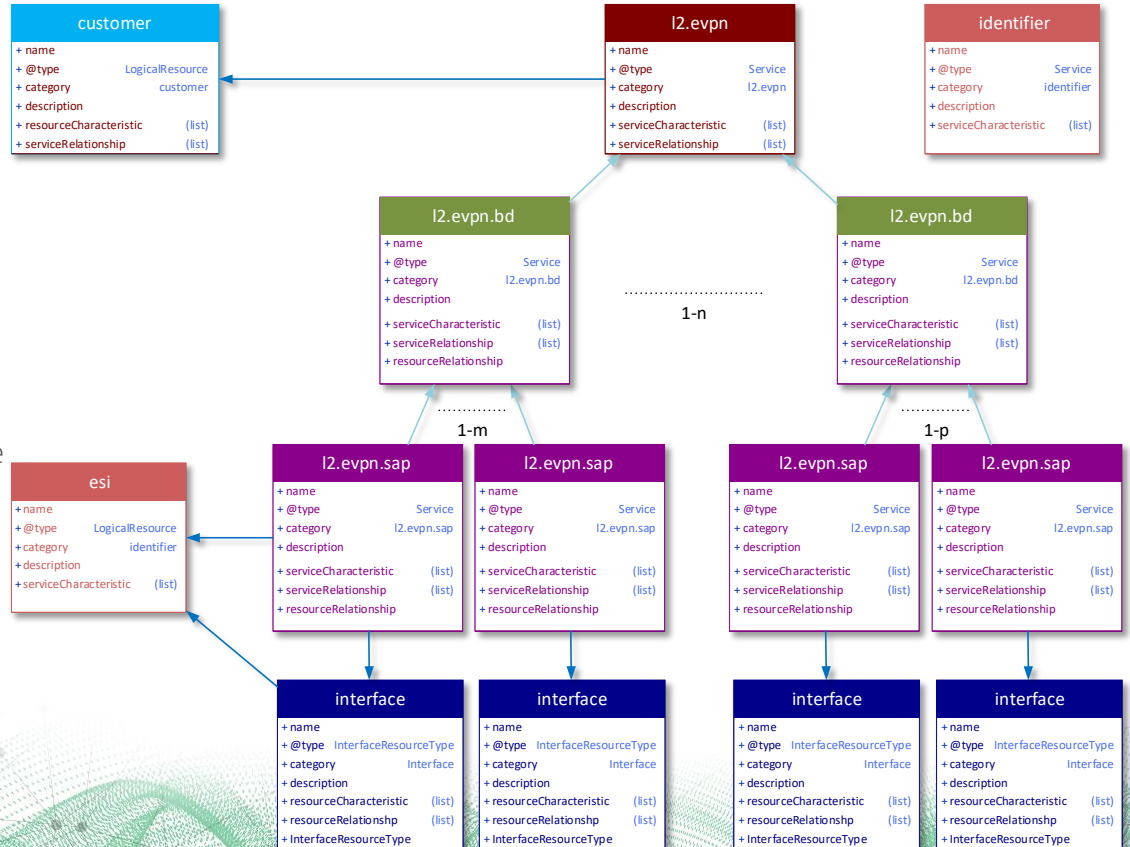 customer
+ name
+ @type LogicalResource
+ category customer
+ description
+ resourceCharacteristic (list)
+ serviceRelationship (list)
l2.evpn
+ name
+ @type Service
+ category l2.evpn
+ description
+ serviceCharacteristic (list)
+ serviceRelationship (list)
identifier
+ name
+ @type Service
+ category identifier
+ description
+ serviceCharacteristic (list)
l2.evpn.bd
+ name
+ @type Service
+ category l2.evpn.bd
+ description
+ serviceCharacteristic (list)
+ serviceRelationship (list)
+ resourceRelationship
............................
1-n
l2.evpn.bd
+ name
+ @type Service
+ category l2.evpn.bd
+ description
+ serviceCharacteristic (list)
+ serviceRelationship (list)
+ resourceRelationship
..............
1-m
..............
1-p
e
esi
+ name
+ @type LogicalResource
+ category identifier
+ description
+ serviceCharacteristic (list)
l2.evpn.sap
+ name
+ @type Service
+ category l2.evpn.sap
+ description
+ serviceCharacteristic (list)
+ serviceRelationship (list)
+ resourceRelationship
l2.evpn.sap
+ name
+ @type Service
+ category l2.evpn.sap
+ description
+ serviceCharacteristic (list)
+ serviceRelationship (list)
+ resourceRelationship
l2.evpn.sap
+ name
+ @type Service
+ category l2.evpn.sap
+ description
+ serviceCharacteristic (list)
+ serviceRelationship (list)
+ resourceRelationship
l2.evpn.sap
+ name
+ @type Service
+ category l2.evpn.sap
+ description
+ serviceCharacteristic (list)
+ serviceRelationship (list)
+ resourceRelationship
interface
+ name
+ @type InterfaceResourceType
+ category Interface
+ description
+ resourceCharacteristic (list)
+ resourceRelationshp (list)
+ InterfaceResourceType
interface
+ name
+ @type InterfaceResourceType
+ category Interface
+ description
+ resourceCharacteristic (list)
+ resourceRelationshp (list)
+ InterfaceResourceType
interface
+ name
+ @type InterfaceResourceType
+ category Interface
+ description
+ resourceCharacteristic (list)
+ resourceRelationshp (list)
+ InterfaceResourceType
interface
+ name
+ @type InterfaceResourceType
+ category Interface
+ description
+ resourceCharacteristic (list)
+ resourceRelationshp (list)
+ InterfaceResourceType